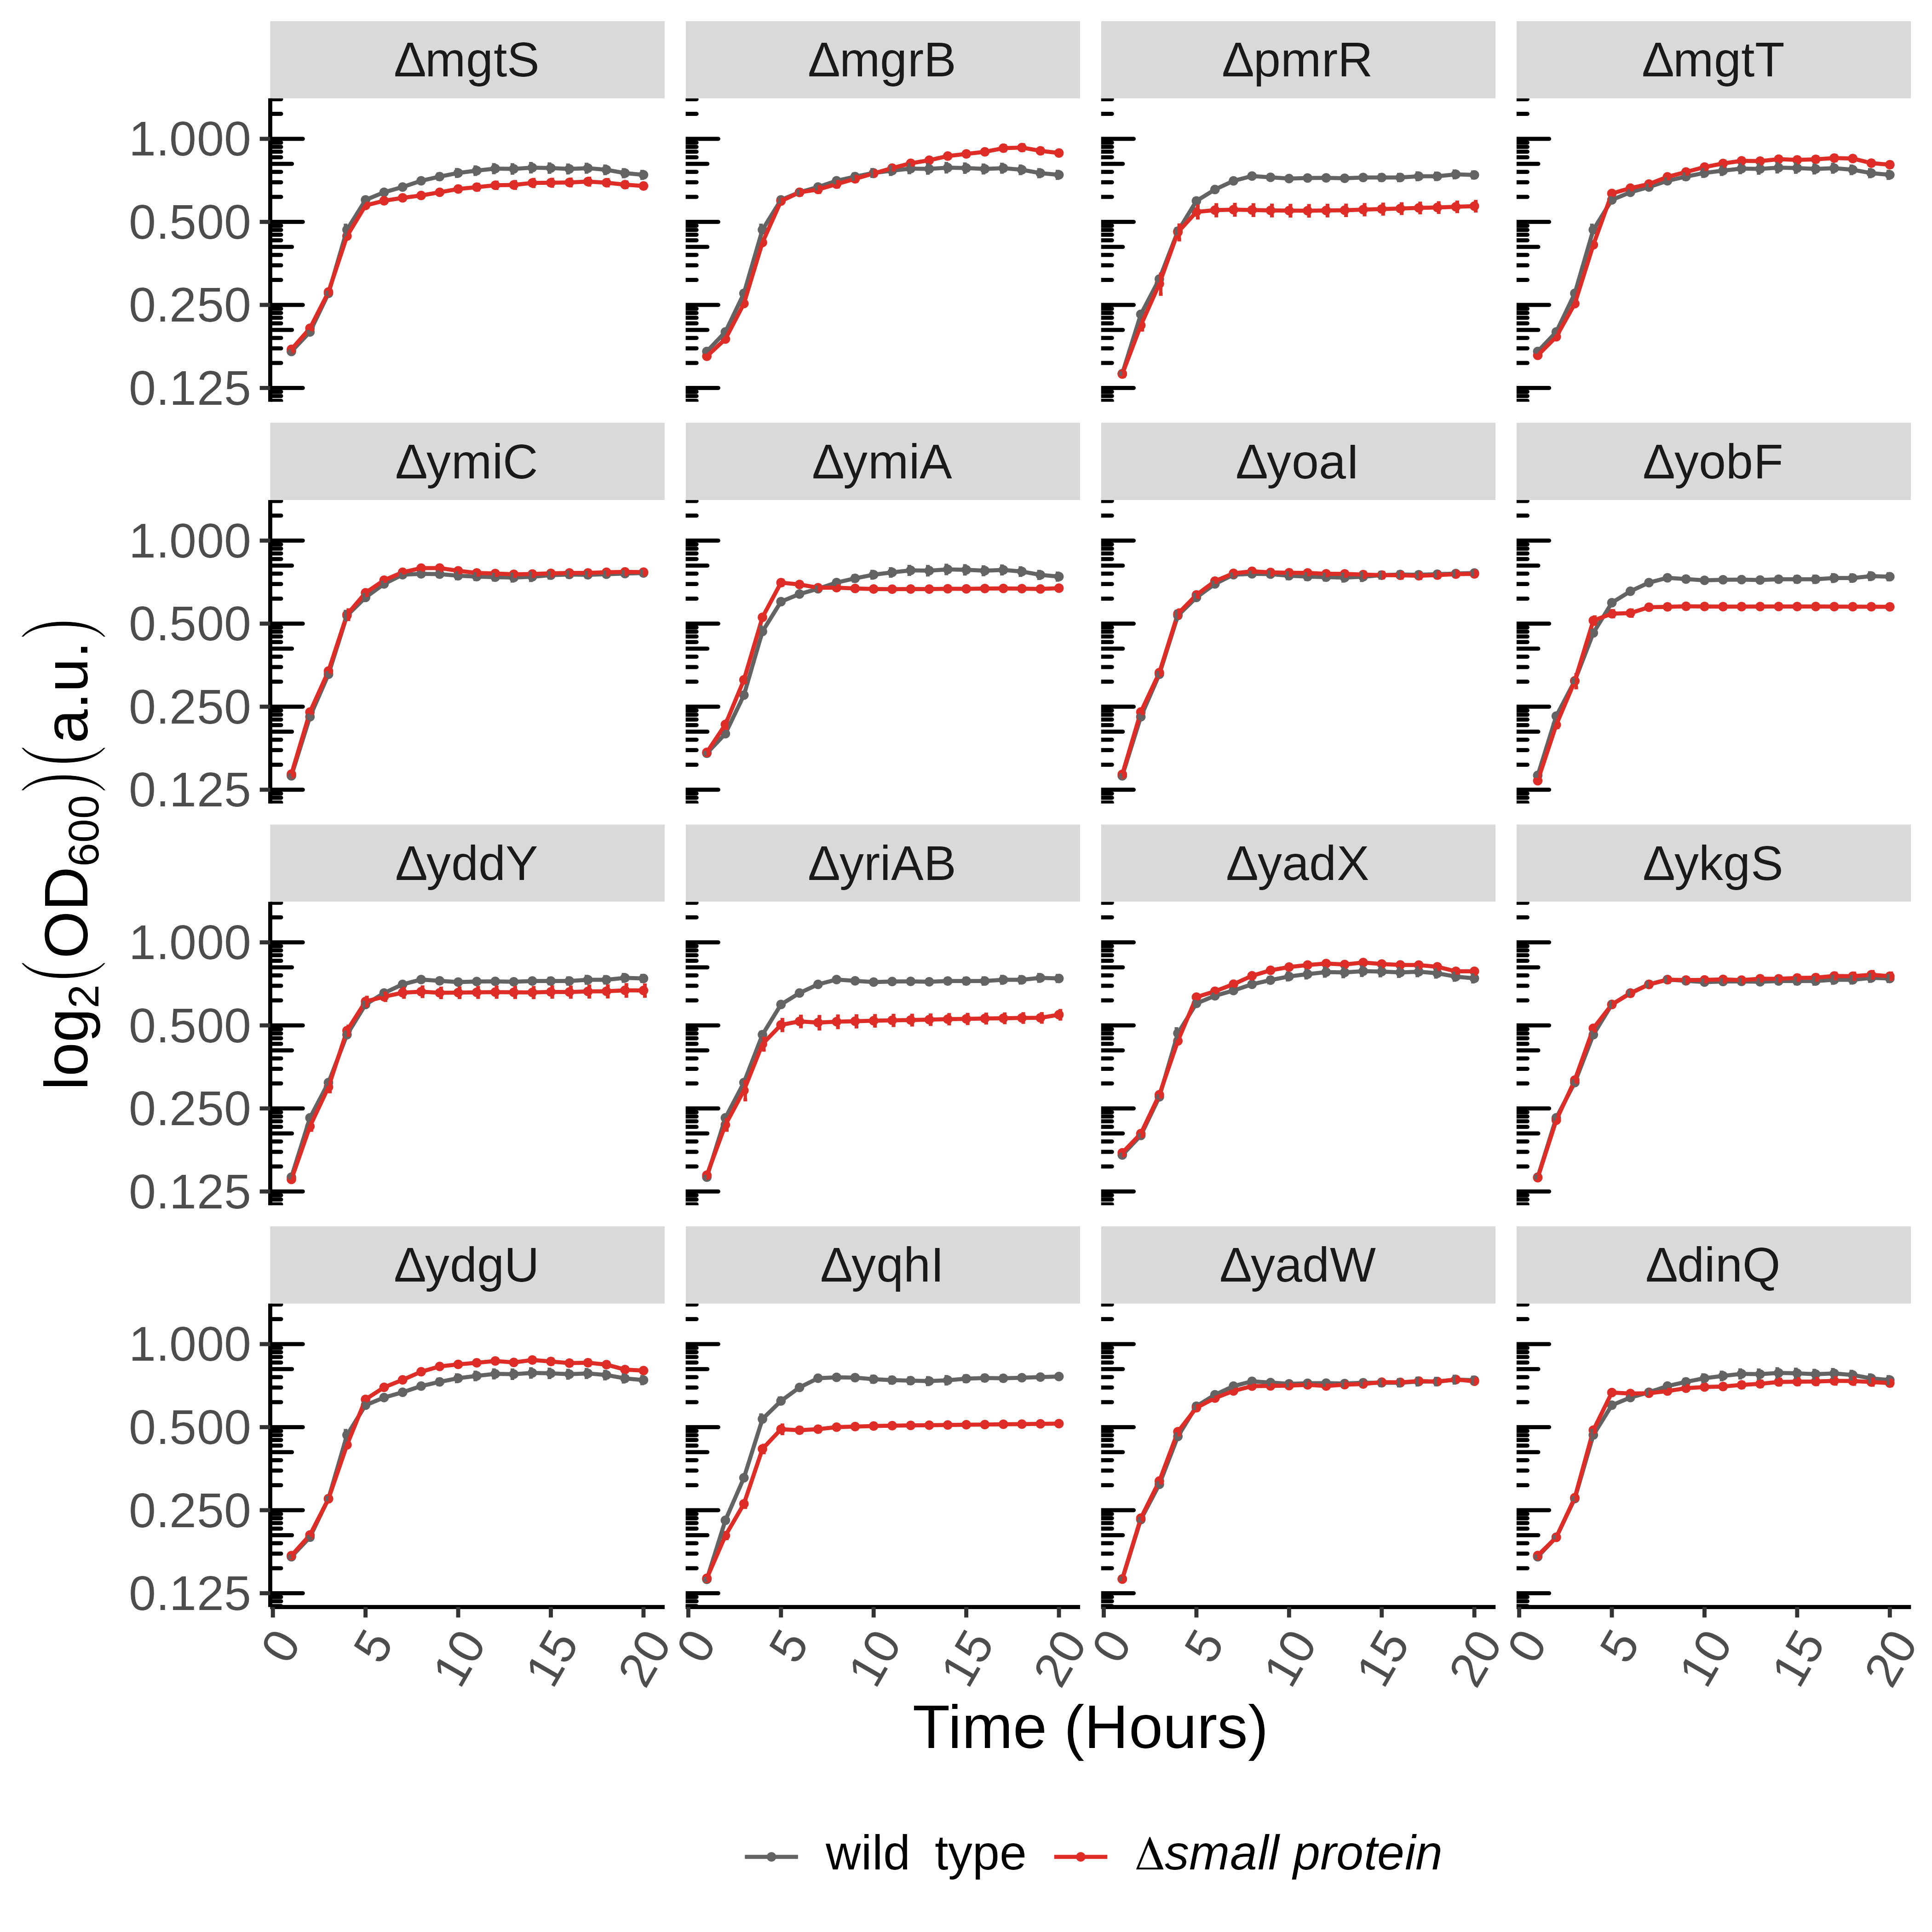 ΔmgtS ΔmgrB ΔpmrR ΔmgtT
1.000
0.500
0.250
0.125
ΔymiC ΔymiA ΔyoaI ΔyobF
1.000
0.500
0.250
0.125
log2(OD600)(a.u.)
ΔyddY ΔyriAB ΔyadX ΔykgS
1.000
0.500
0.250
0.125
ΔydgU ΔyqhI ΔyadW ΔdinQ
1.000
0.500
0.250
0.125
0 5 10 15 20 0 5 10 15 20 0 5 10 15 20 0 5 10 15 20
Time (Hours)
wild type Δsmall protein